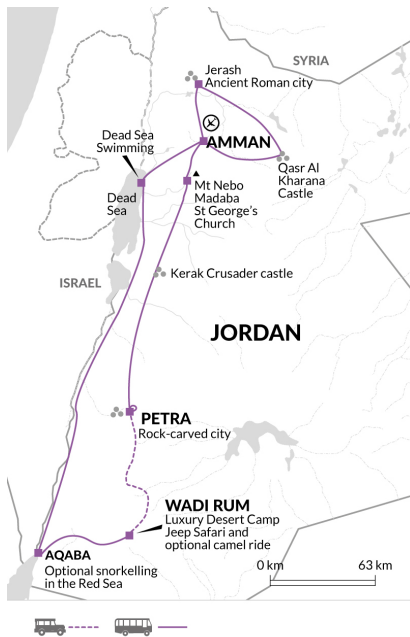 Jerash
Ancient Roman city
SYRIA
AMMAN
Dead Sea
Swimming
Qasr Al
Kharana
Castle
Dead
Sea
Mt Nebo
Madaba
St George's
Church
ISRAEL
Kerak Crusader castle
JORDAN
PETRA
Rock-carved city
WADI RUM
Luxury Desert Camp
Jeep Safari and
optional camel ride
AQABA
Optional snorkelling
in the Red Sea
0 km 63 km